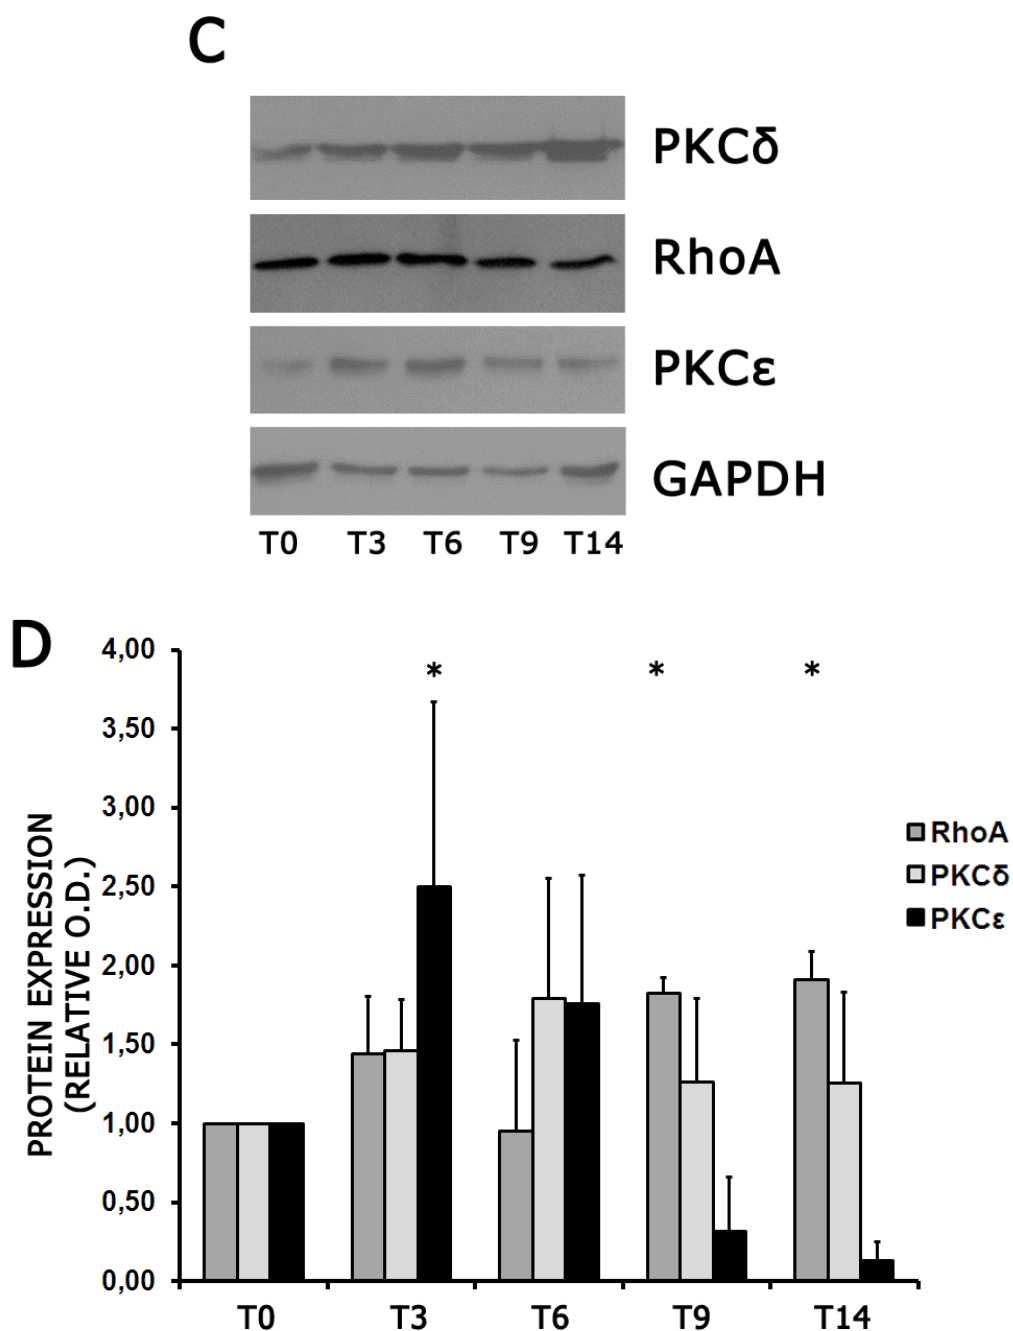 C
PKCδ
RhoA
PKCε
GAPDH
T0 T3 T6 T9 T14
D
PROTEIN EXPRESSION
(RELATIVE O.D.)
4,00
3,50
3,00
2,50
2,00
1,50
1,00
0,50
0,00
* * *
RhoA
PKCδ
PKCε
T0 T3 T6 T9 T14